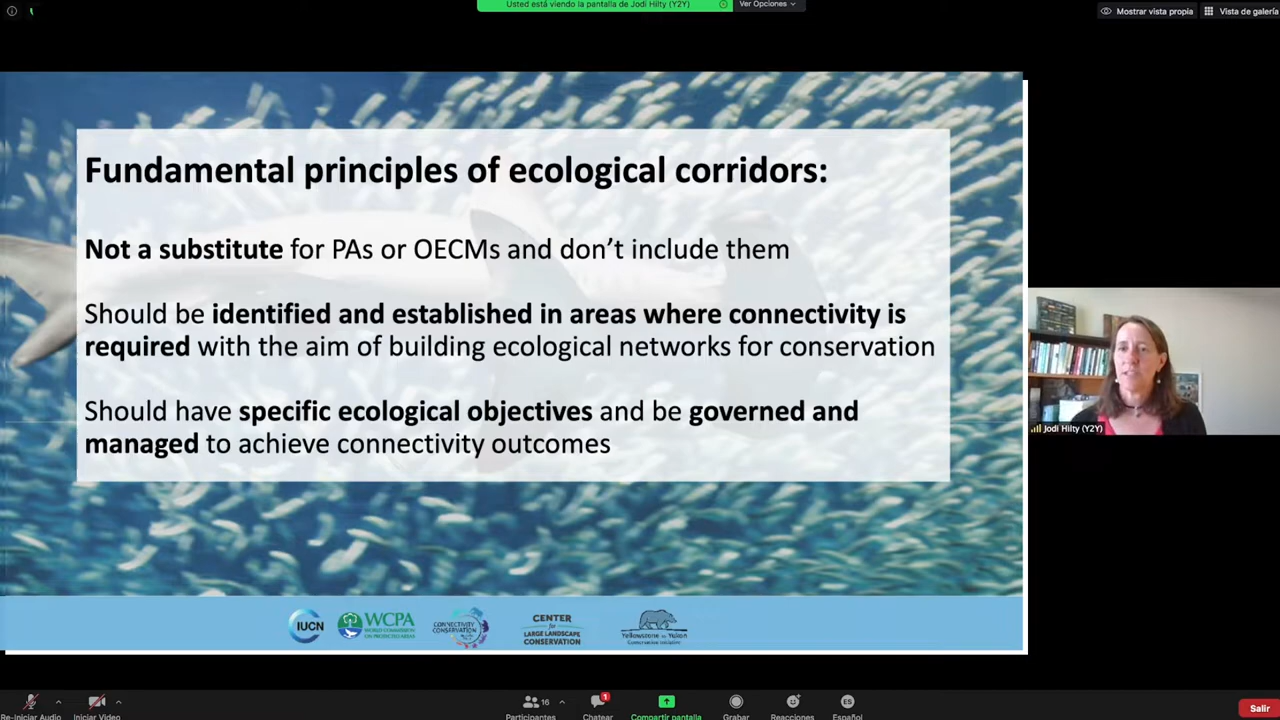 Usted está viendo la pantalla de Jodi Hilty (Y2Y)
Ver Opciones
Mostrar vista propia
Vista de galería
Fundamental principles of ecological corridors:
Not a substitute for PAs or OECMs and don't include them
Should be identified and established in areas where connectivity is
required with the aim of building ecological networks for conservation
Should have specific ecological objectives and be governed and
managed to achieve connectivity outcomes
Jodi Hilty (Y2Y)
IUCN
WCPA
WORLD COMMISSION
ON PROTECTED AREAS
CONNECTIVITY
CONSERVATION
CENTER
for
LARGE LANDSCAPE
CONSERVATION
Yellowstone to Yukon
Conservation Initiative
Re-Iniciar Audio
Iniciar Video
16
Participantes
1
Chatear
Compartir pantalla
Grabar
Reacciones
ES
Español
Salir